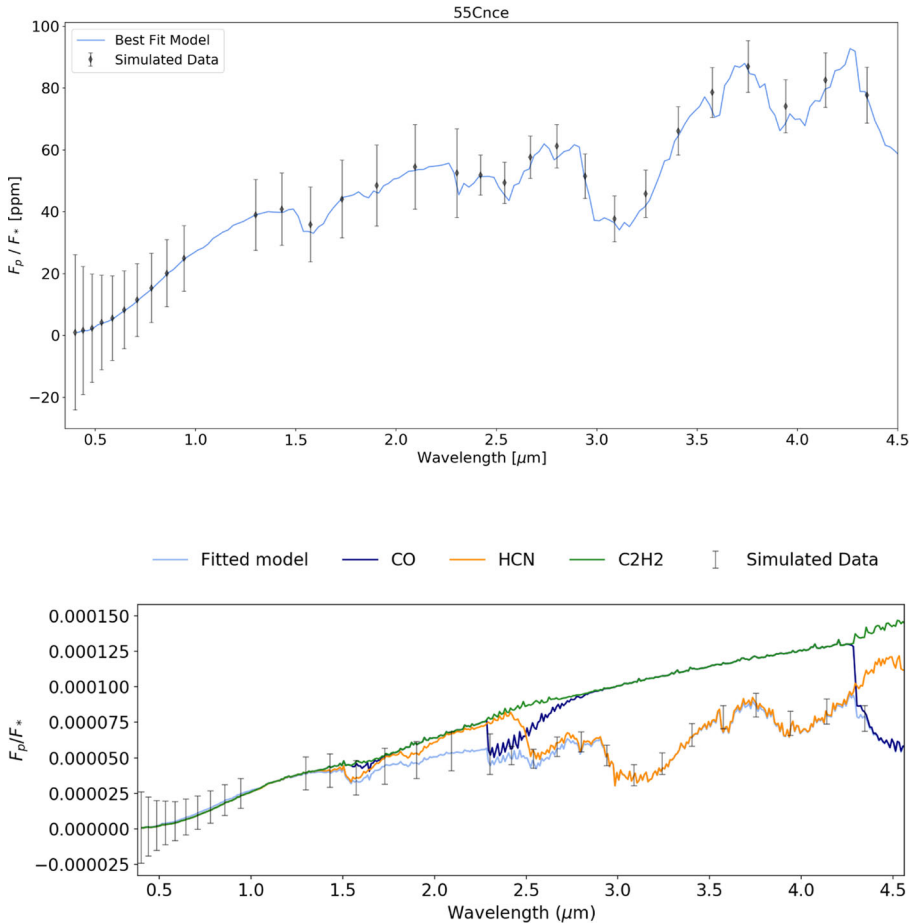 55Cnce
100
Best Fit Model
Simulated Data
80
60
40
20
0
−20
F_p / F_* [ppm]
0.5 1.0 1.5 2.0 2.5 3.0 3.5 4.0 4.5
Wavelength [μm]
Fitted model CO HCN C2H2 Simulated Data
0.000150
0.000125
0.000100
0.000075
0.000050
0.000025
0.000000
−0.000025
F_p/F_*
0.5 1.0 1.5 2.0 2.5 3.0 3.5 4.0 4.5
Wavelength (μm)